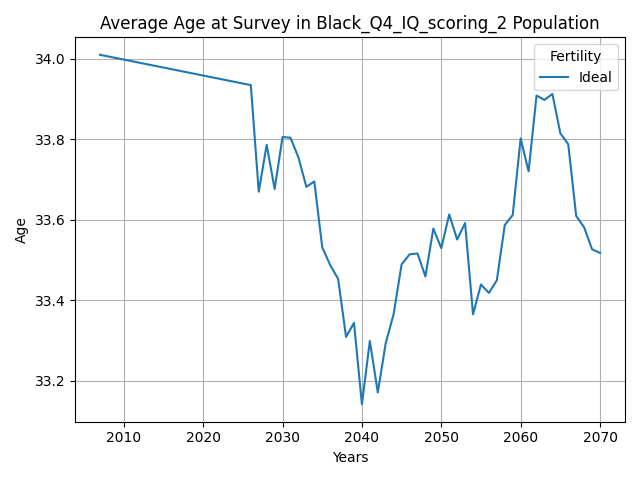 Average Age at Survey in Black_Q4_IQ_scoring_2 Population
Fertility
Ideal
34.0
33.8
33.6
33.4
33.2
Age
2010 2020 2030 2040 2050 2060 2070
Years